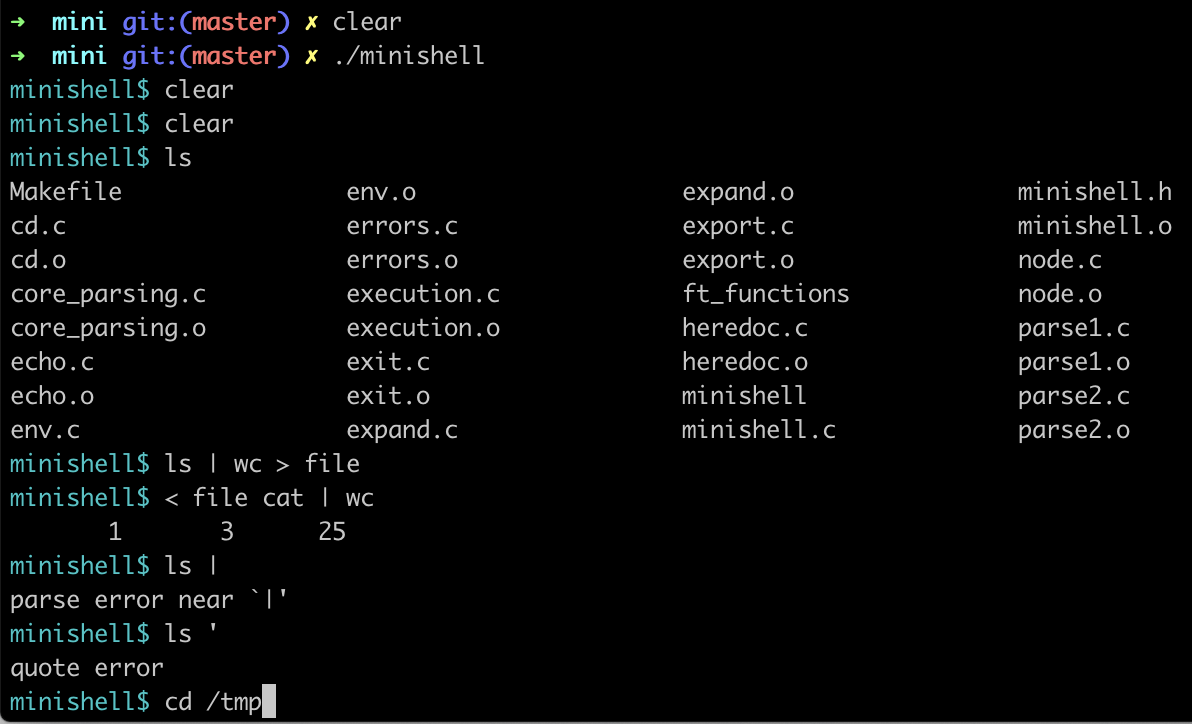 ➜  mini git:(master) ✗ clear
➜  mini git:(master) ✗ ./minishell
minishell$ clear
minishell$ clear
minishell$ ls
Makefile                env.o                   expand.o                minishell.h
cd.c                    errors.c                export.c                minishell.o
cd.o                    errors.o                export.o                node.c
core_parsing.c          execution.c             ft_functions            node.o
core_parsing.o          execution.o             heredoc.c               parse1.c
echo.c                  exit.c                  heredoc.o               parse1.o
echo.o                  exit.o                  minishell               parse2.c
env.c                   expand.c                minishell.c             parse2.o
minishell$ ls | wc > file
minishell$ < file cat | wc
       1       3      25
minishell$ ls |
parse error near `|'
minishell$ ls '
quote error
minishell$ cd /tmp